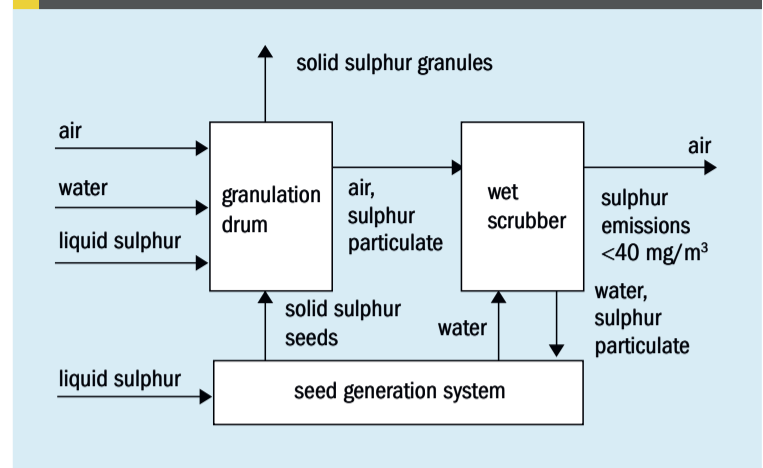 solid sulphur granules
air
water
liquid sulphur
granulation
drum
air,
sulphur
particulate
wet
scrubber
air
sulphur
emissions
<40 mg/m³
solid sulphur
seeds
water
water,
sulphur
particulate
liquid sulphur
seed generation system